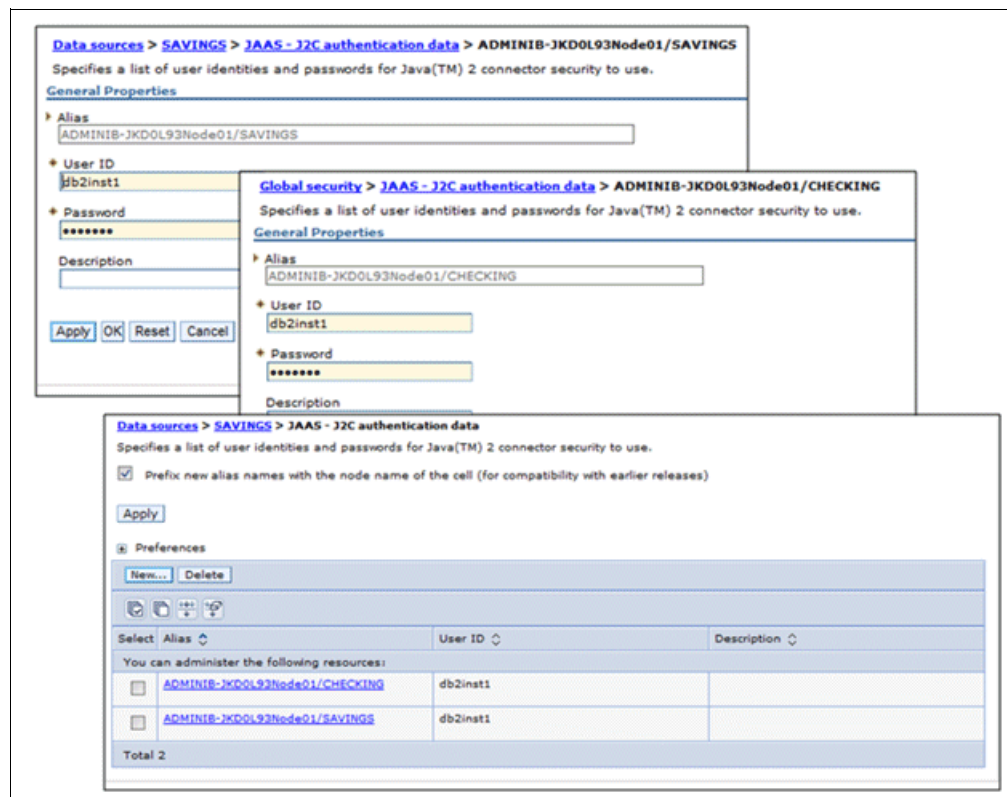 Data sources > SAVINGS > JAAS - J2C authentication data > ADMINIB-JKD0L93Node01/SAVINGS
Specifies a list of user identities and passwords for Java(TM) 2 connector security to use.
General Properties
Alias
ADMINIB-JKD0L93Node01/SAVINGS
User ID
db2inst1
Password
•••••••
Description
Apply OK Reset Cancel
Global security > JAAS - J2C authentication data > ADMINIB-JKD0L93Node01/CHECKING
Specifies a list of user identities and passwords for Java(TM) 2 connector security to use.
General Properties
Alias
ADMINIB-JKD0L93Node01/CHECKING
User ID
db2inst1
Password
•••••••
Description
Data sources > SAVINGS > JAAS - J2C authentication data
Specifies a list of user identities and passwords for Java(TM) 2 connector security to use.
Prefix new alias names with the node name of the cell (for compatibility with earlier releases)
Apply
Preferences
New... Delete
Select Alias User ID Description
You can administer the following resources:
ADMINIB-JKD0L93Node01/CHECKING db2inst1
ADMINIB-JKD0L93Node01/SAVINGS db2inst1
Total 2